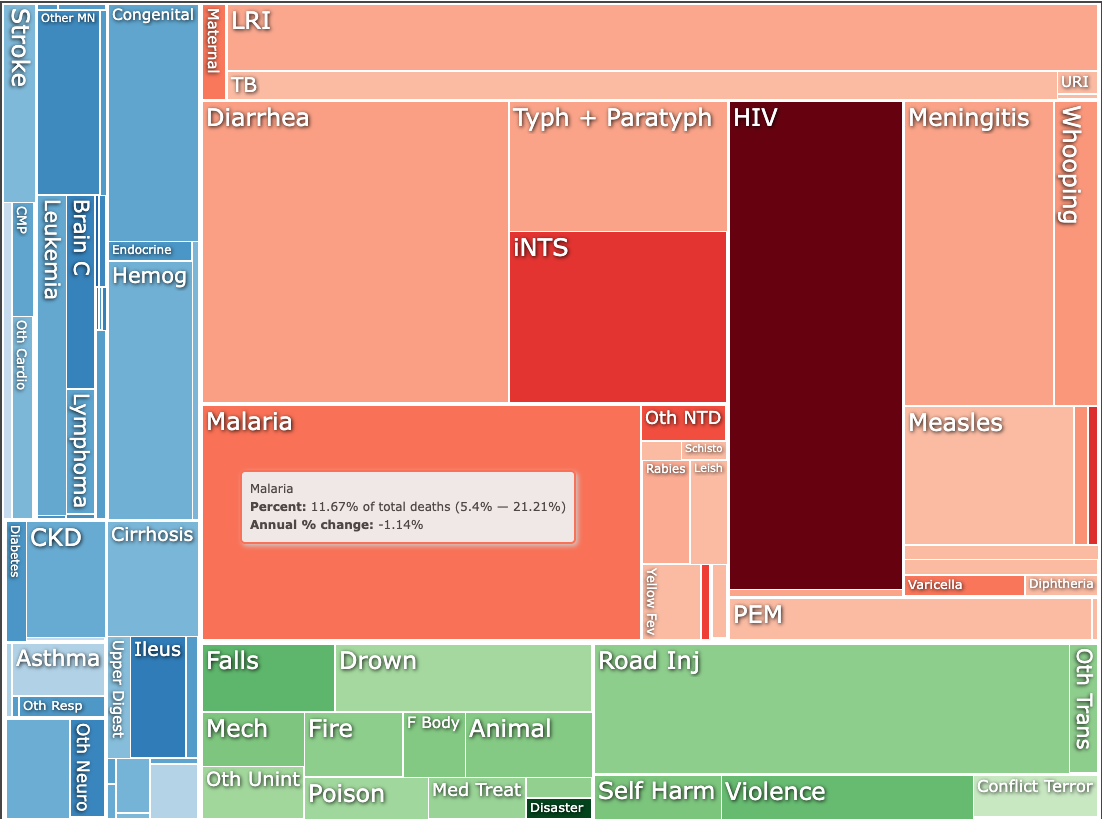 Stroke
Other MN
Congenital
Maternal
LRI
TB
URI
Diarrhea
Typh + Paratyph
HIV
Meningitis
Whooping
CMP
Leukemia
Brain C
Endocrine
Hemog
iNTS
Oth Cardio
Lymphoma
Malaria
Oth NTD
Measles
Schisto
Rabies
Leish
Malaria
Percent: 11.67% of total deaths (5.4% — 21.21%)
Annual % change: -1.14%
Diabetes
CKD
Cirrhosis
Yellow Fev
Varicella
Diphtheria
PEM
Asthma
Upper Digest
Ileus
Falls
Drown
Road Inj
Oth Trans
Oth Resp
Oth Neuro
Mech
Fire
F Body
Animal
Oth Unint
Poison
Med Treat
Disaster
Self Harm
Violence
Conflict Terror